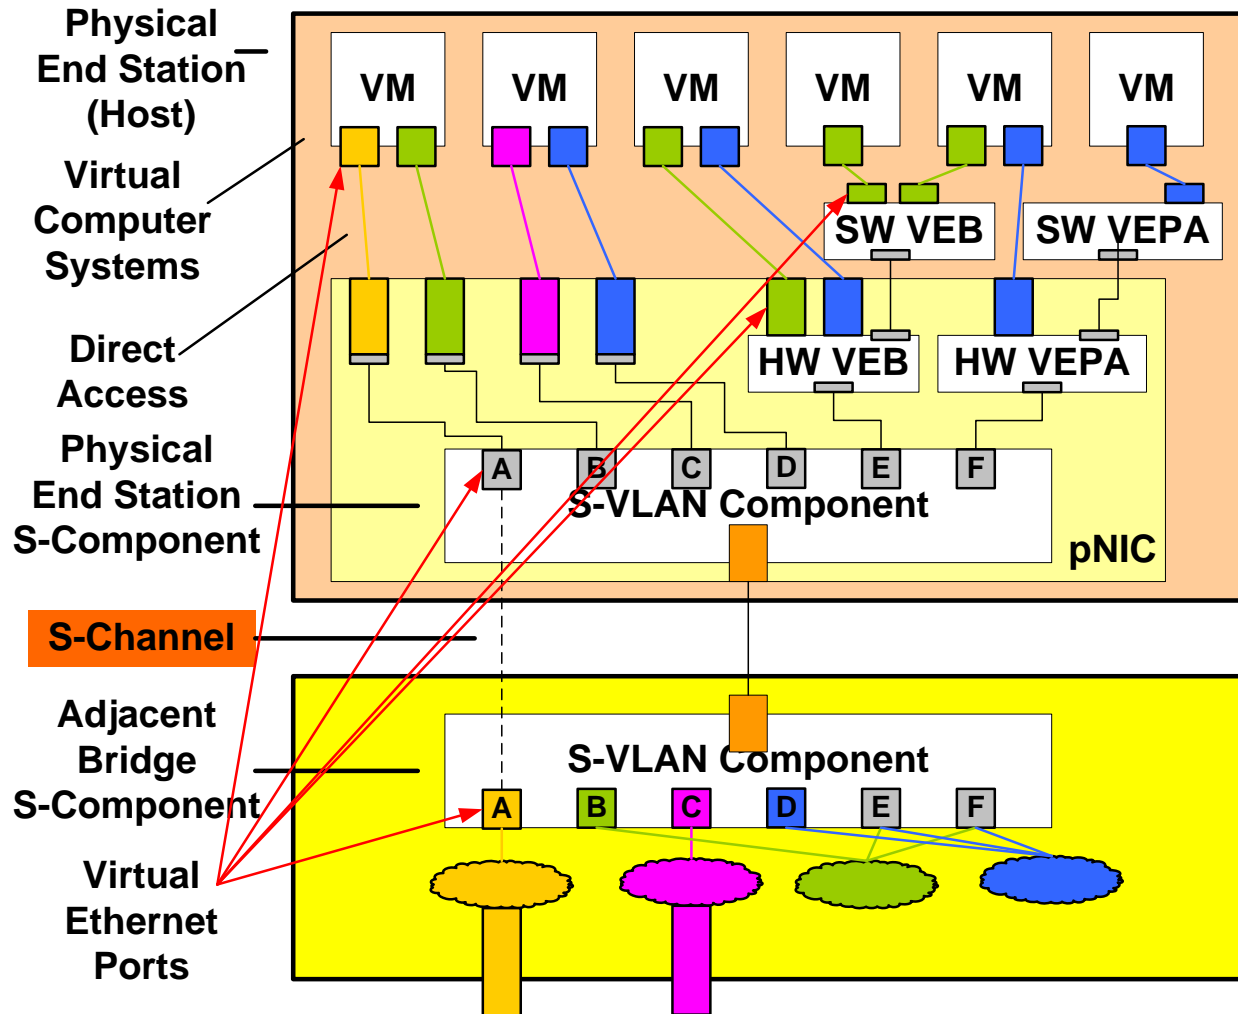 Physical
End Station
(Host)
VM VM VM VM VM VM
Virtual
Computer
Systems
SW VEB SW VEPA
Direct
Access
HW VEB HW VEPA
Physical
End Station
S-Component
A B C D E F
S-VLAN Component
pNIC
S-Channel
Adjacent
Bridge
S-Component
S-VLAN Component
A B C D E F
Virtual
Ethernet
Ports